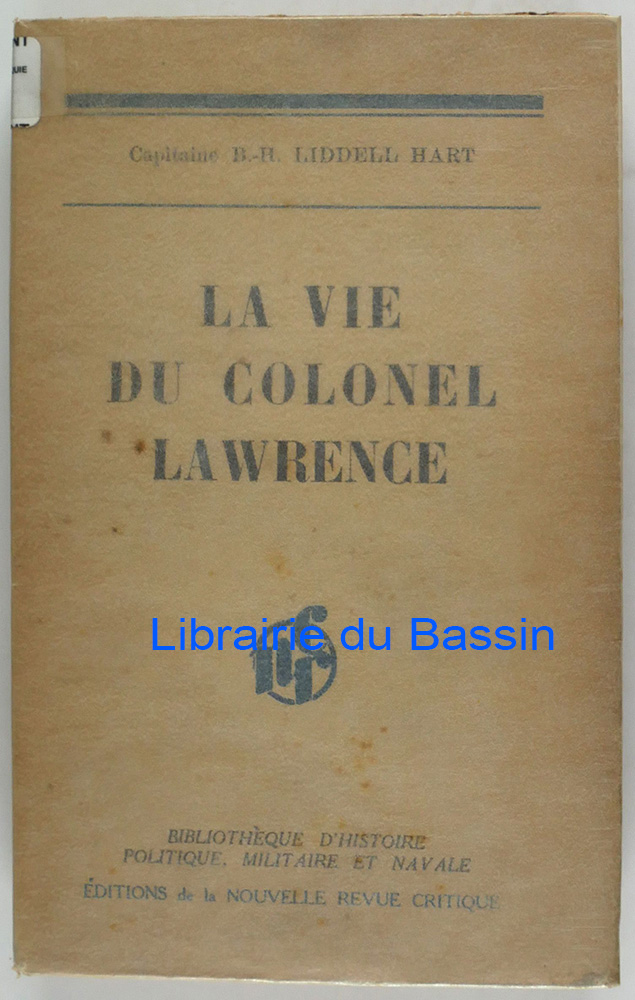 Capitaine B.-H. LIDDELL HART
LA VIE
DU COLONEL
LAWRENCE
Librairie du Bassin
BIBLIOTHÈQUE D'HISTOIRE
POLITIQUE, MILITAIRE ET NAVALE
ÉDITIONS de la NOUVELLE REVUE CRITIQUE